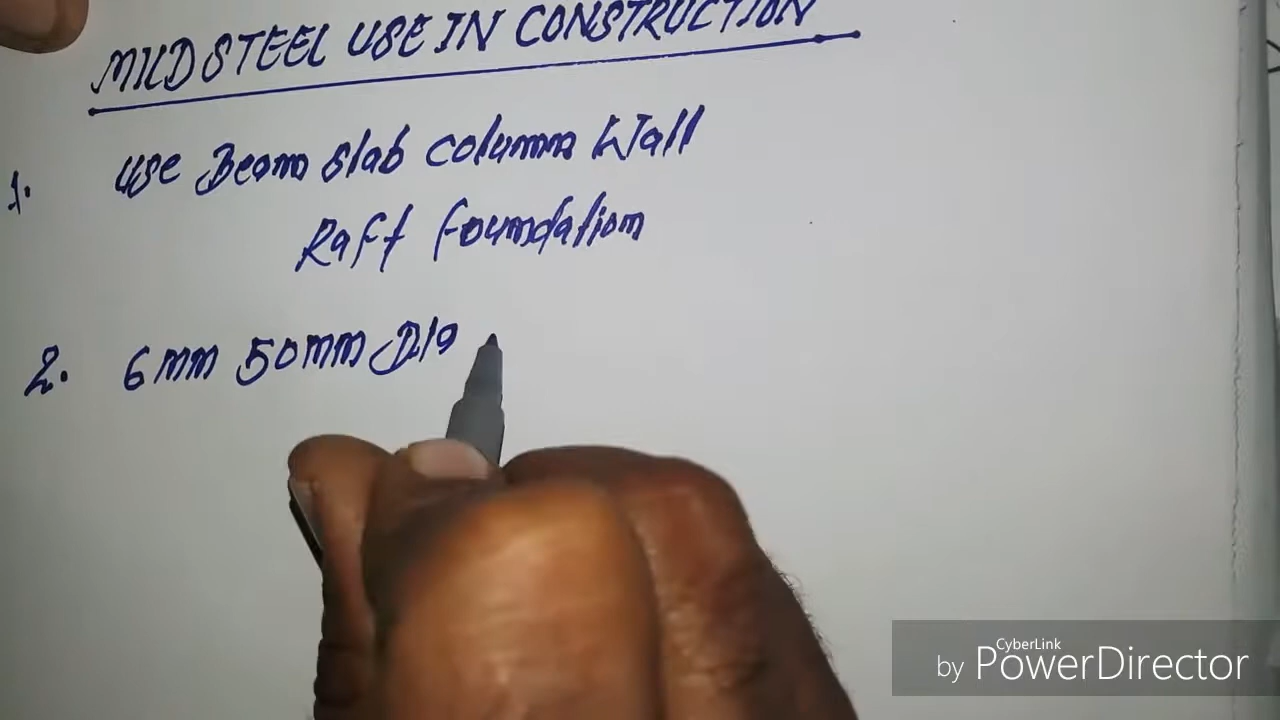 MILD STEEL USE IN CONSTRUCTION
1. Use Beam Slab column Wall
Raft foundation
2. 6mm 50mm Dia
CyberLink
by PowerDirector